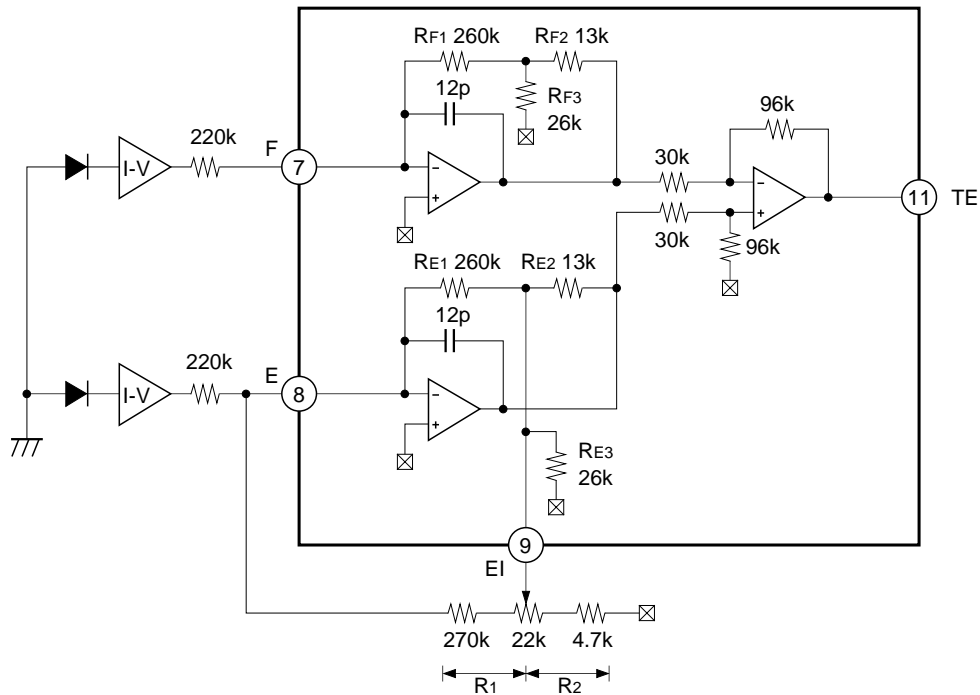 RF1 260k
RF2 13k
12p
RF3
26k
96k
220k
F
I-V
7
30k
11
TE
30k
96k
RE1 260k
RE2 13k
12p
220k
E
I-V
8
RE3
26k
9
EI
270k
22k
4.7k
R1
R2